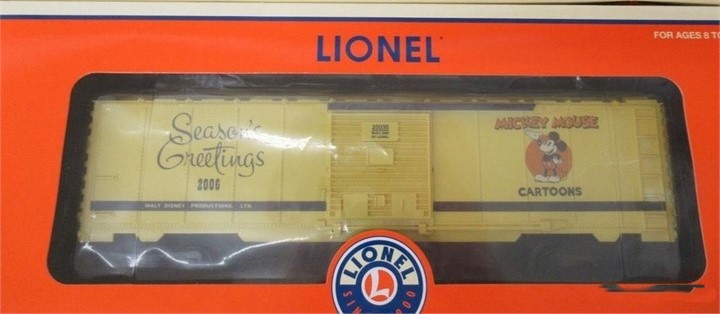 LIONEL
FOR AGES 8 TO
Season's
Greetings
2006
WALT DISNEY PRODUCTIONS, LTD.
MICKEY MOUSE
CARTOONS
LIONEL
L